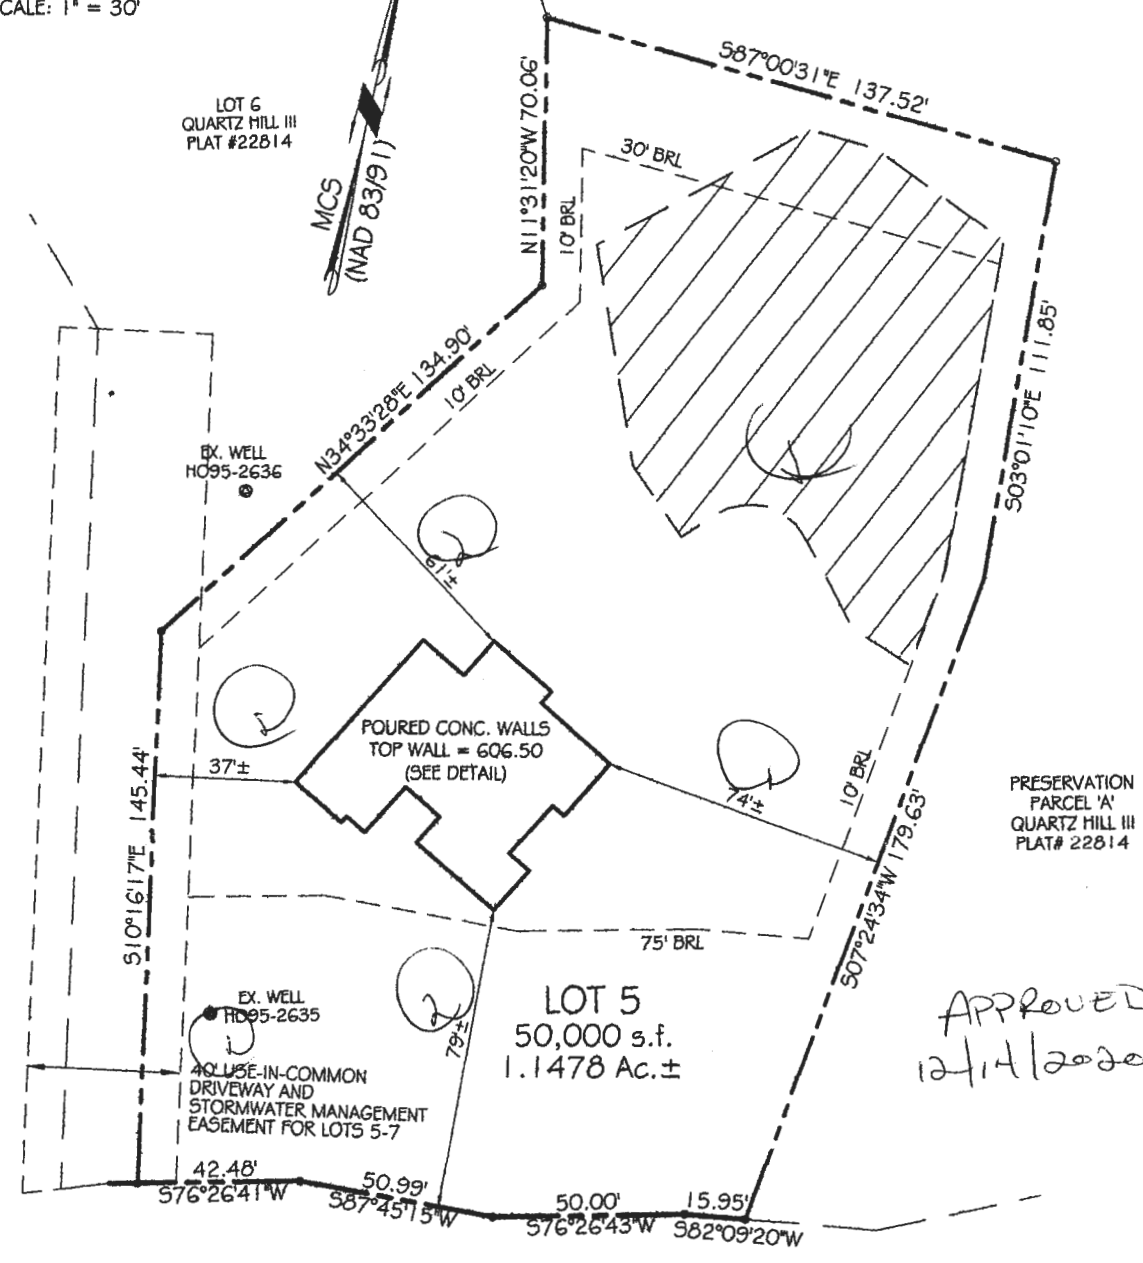 CALE: 1" = 30'
S87°00'31"E 137.52'
LOT 6
QUARTZ HILL III
PLAT #22814
MCS
(NAD 83/91)
N11°31'20"W 70.06'
10' BRL
30' BRL
S03°01'10"E 111.85'
N34°33'28"E 134.90'
10' BRL
EX. WELL
HO95-2636
61'±
POURED CONC. WALLS
TOP WALL = 606.50
(SEE DETAIL)
37'±
74'±
10' BRL
S10°16'17"E 145.44'
PRESERVATION
PARCEL 'A'
QUARTZ HILL III
PLAT# 22814
S07°24'34"W 179.63'
75' BRL
EX. WELL
HO95-2635
79'±
LOT 5
50,000 s.f.
1.1478 Ac.±
APPROVED
12/14/2020
40' USE-IN-COMMON
DRIVEWAY AND
STORMWATER MANAGEMENT
EASEMENT FOR LOTS 5-7
42.48'
S76°26'41"W
50.99'
S87°45'15"W
50.00'
S76°26'43"W
15.95'
S82°09'20"W